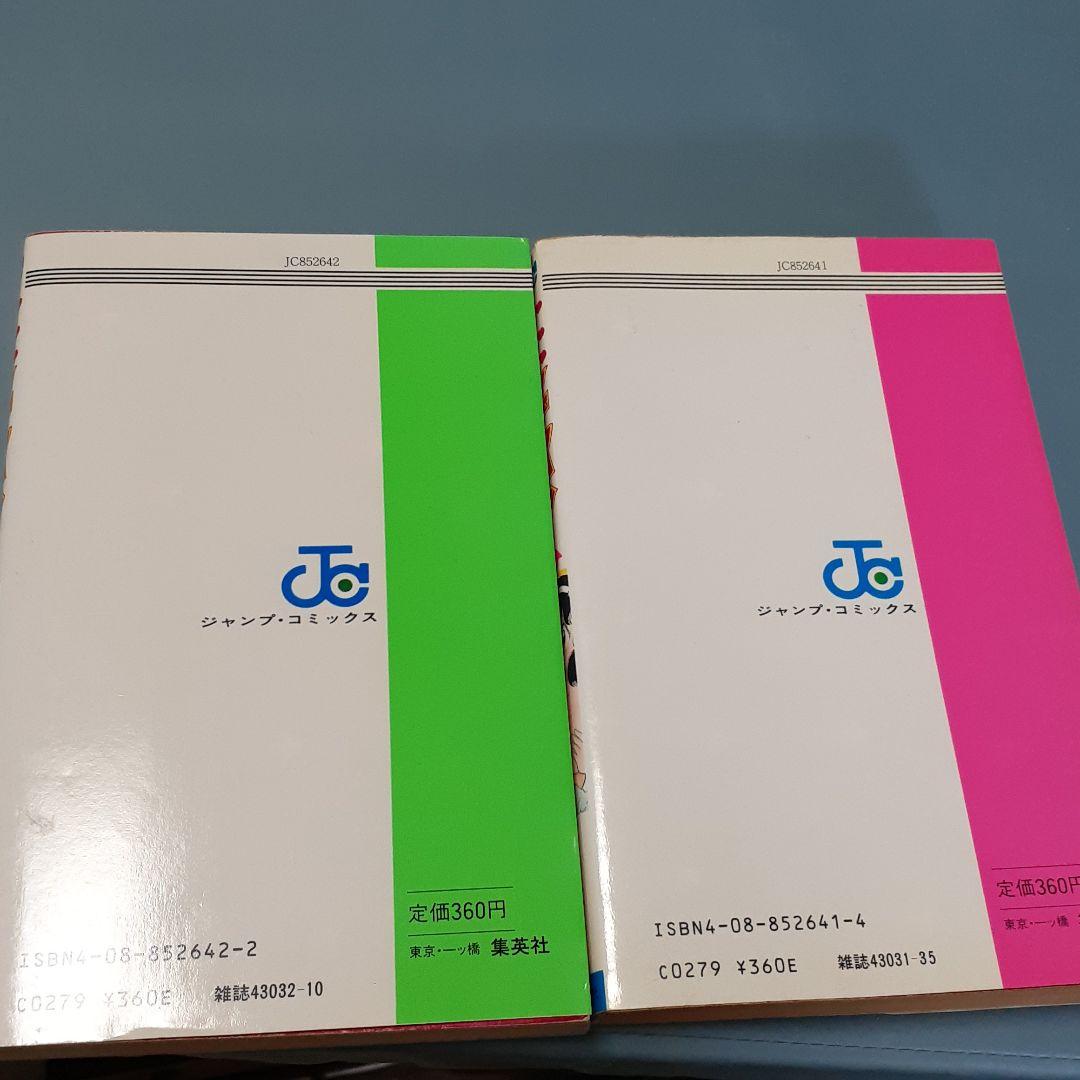 JC852642
JC
ジャンプ・コミックス
定価360円
東京・一ツ橋 集英社
ISBN4-08-852642-2
C0279 ¥360E 雑誌43032-10
JC852641
JC
ジャンプ・コミックス
定価360円
東京・一ツ橋
ISBN4-08-852641-4
C0279 ¥360E 雑誌43031-35